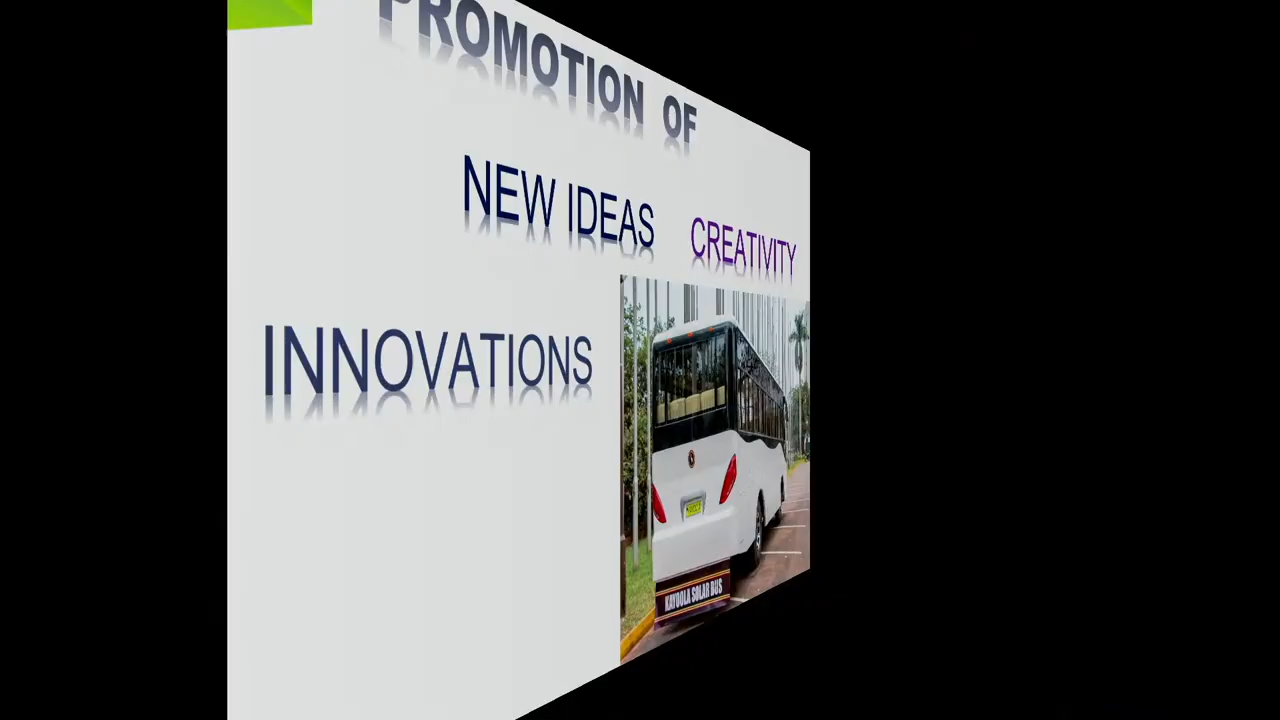 PROMOTION OF
NEW IDEAS
CREATIVITY
INNOVATIONS
KAYOOLA SOLAR BUS